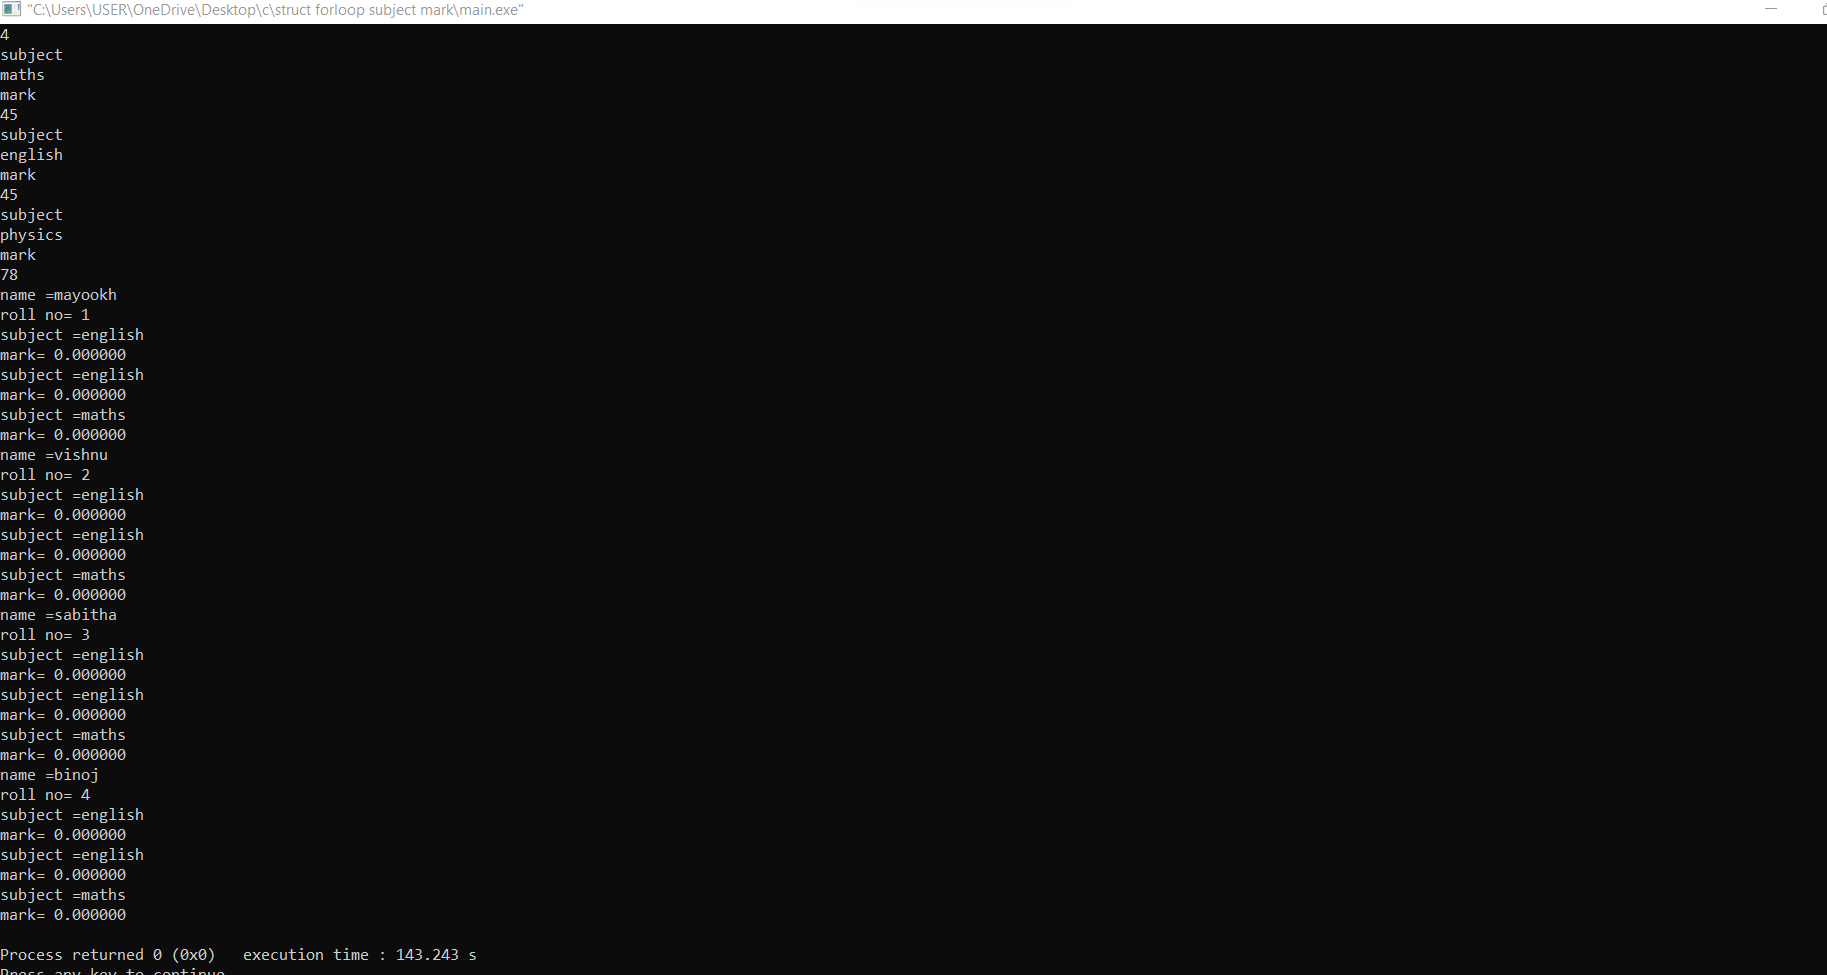 "C:\Users\USER\OneDrive\Desktop\c\struct forloop subject mark\main.exe"
4
subject
maths
mark
45
subject
english
mark
45
subject
physics
mark
78
name =mayookh
roll no= 1
subject =english
mark= 0.000000
subject =english
mark= 0.000000
subject =maths
mark= 0.000000
name =vishnu
roll no= 2
subject =english
mark= 0.000000
subject =english
mark= 0.000000
subject =maths
mark= 0.000000
name =sabitha
roll no= 3
subject =english
mark= 0.000000
subject =english
mark= 0.000000
subject =maths
mark= 0.000000
name =binoj
roll no= 4
subject =english
mark= 0.000000
subject =english
mark= 0.000000
subject =maths
mark= 0.000000
Process returned 0 (0x0)   execution time : 143.243 s
Press any key to continue